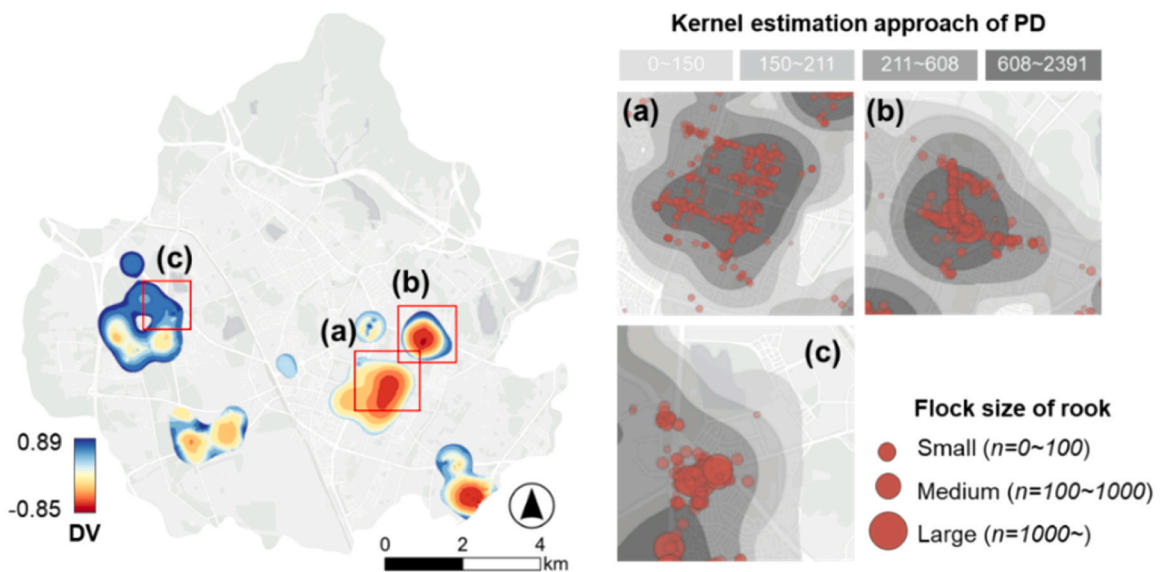 (c)
(b)
(a)
0.89
-0.85
DV
0 2 4
km
Kernel estimation approach of PD
0~150 150~211 211~608 608~2391
(a)
(b)
(c)
Flock size of rook
Small (n=0~100)
Medium (n=100~1000)
Large (n=1000~)